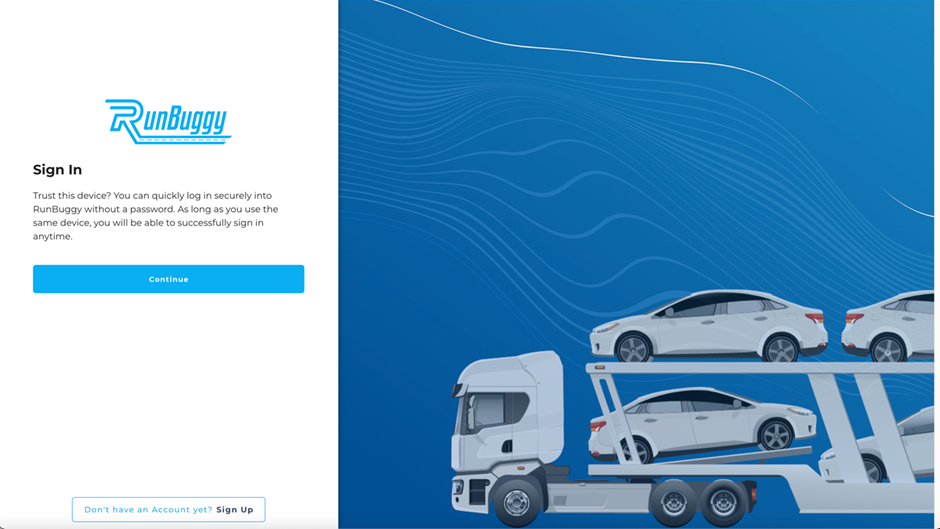 RunBuggy
Sign In
Trust this device? You can quickly log in securely into
RunBuggy without a password. As long as you use the
same device, you will be able to successfully sign in
anytime.
Continue
Don't have an Account yet? Sign Up